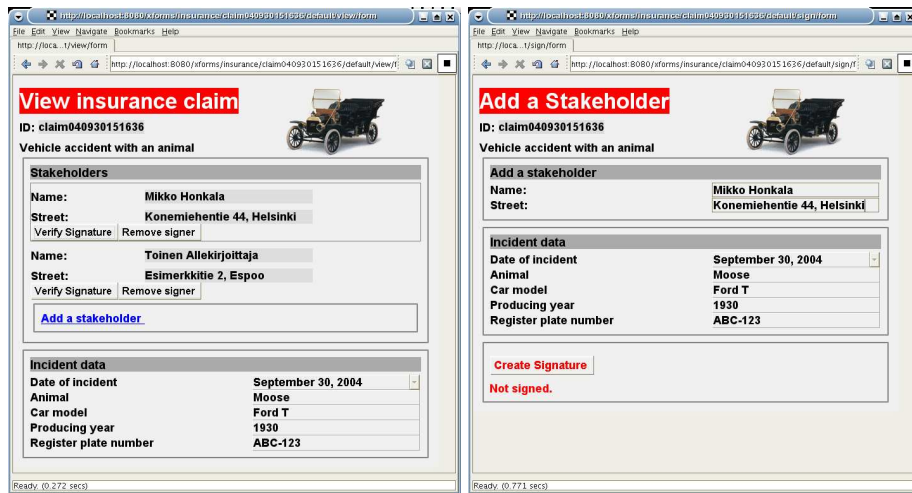 http://localhost:8080/xforms/insurance/claim040930151636/default/view/form
File Edit View Navigate Bookmarks Help
http://loca...t/view/form
http://localhost:8080/xforms/insurance/claim040930151636/default/view/f
View insurance claim
ID: claim040930151636
Vehicle accident with an animal
Stakeholders
Name: Mikko Honkala
Street: Konemiehentie 44, Helsinki
Verify Signature Remove signer
Name: Toinen Allekirjoittaja
Street: Esimerkkitie 2, Espoo
Verify Signature Remove signer
Add a stakeholder
Incident data
Date of incident September 30, 2004
Animal Moose
Car model Ford T
Producing year 1930
Register plate number ABC-123
Ready. (0.272 secs)
http://localhost:8080/xforms/insurance/claim040930151636/default/sign/form
File Edit View Navigate Bookmarks Help
http://loca...t/sign/form
http://localhost:8080/xforms/insurance/claim040930151636/default/sign/f
Add a Stakeholder
ID: claim040930151636
Vehicle accident with an animal
Add a stakeholder
Name: Mikko Honkala
Street: Konemiehentie 44, Helsinki
Incident data
Date of incident September 30, 2004
Animal Moose
Car model Ford T
Producing year 1930
Register plate number ABC-123
Create Signature
Not signed.
Ready. (0.771 secs)